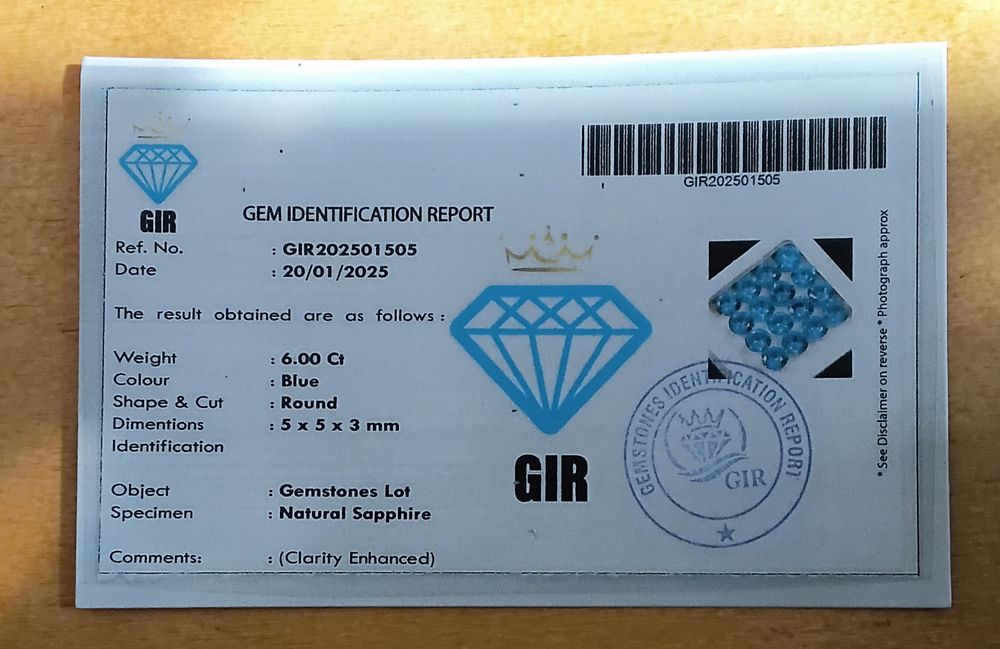 GIR
GEM IDENTIFICATION REPORT
GIR202501505
Ref. No. : GIR202501505
Date : 20/01/2025
The result obtained are as follows :
Weight : 6.00 Ct
Colour : Blue
Shape & Cut : Round
Dimentions : 5 x 5 x 3 mm
Identification
Object : Gemstones Lot
Specimen : Natural Sapphire
Comments: : (Clarity Enhanced)
GIR
GEMSTONES IDENTIFICATION REPORT
GIR
* See Disclaimer on reverse * Photograph approx